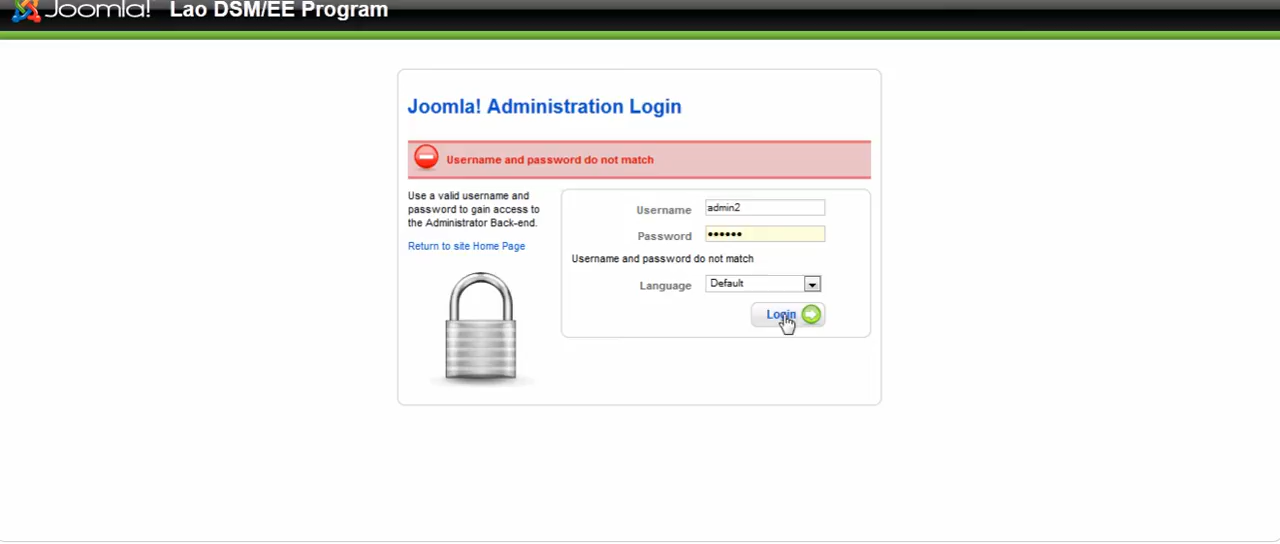 Joomla! Lao DSM/EE Program
Joomla! Administration Login
Username and password do not match
Use a valid username and
password to gain access to
the Administrator Back-end.
Return to site Home Page
Username admin2
Password ••••••
Username and password do not match
Language Default
Login